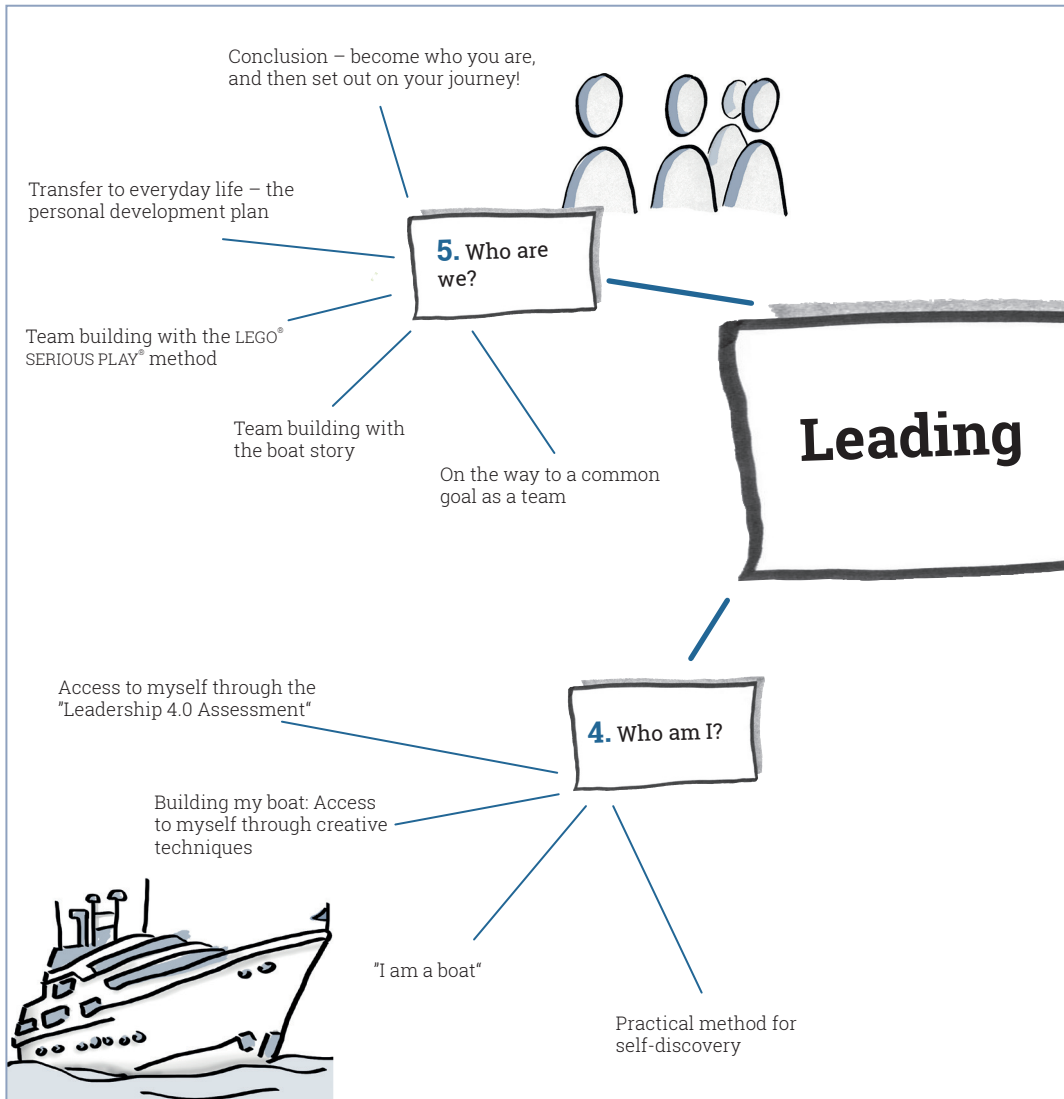 Conclusion – become who you are,
and then set out on your journey!
Transfer to everyday life – the
personal development plan
5. Who are
we?
Team building with the LEGO®
SERIOUS PLAY® method
Team building with
the boat story
On the way to a common
goal as a team
Leading
Access to myself through the
"Leadership 4.0 Assessment“
4. Who am I?
Building my boat: Access
to myself through creative
techniques
"I am a boat“
Practical method for
self-discovery